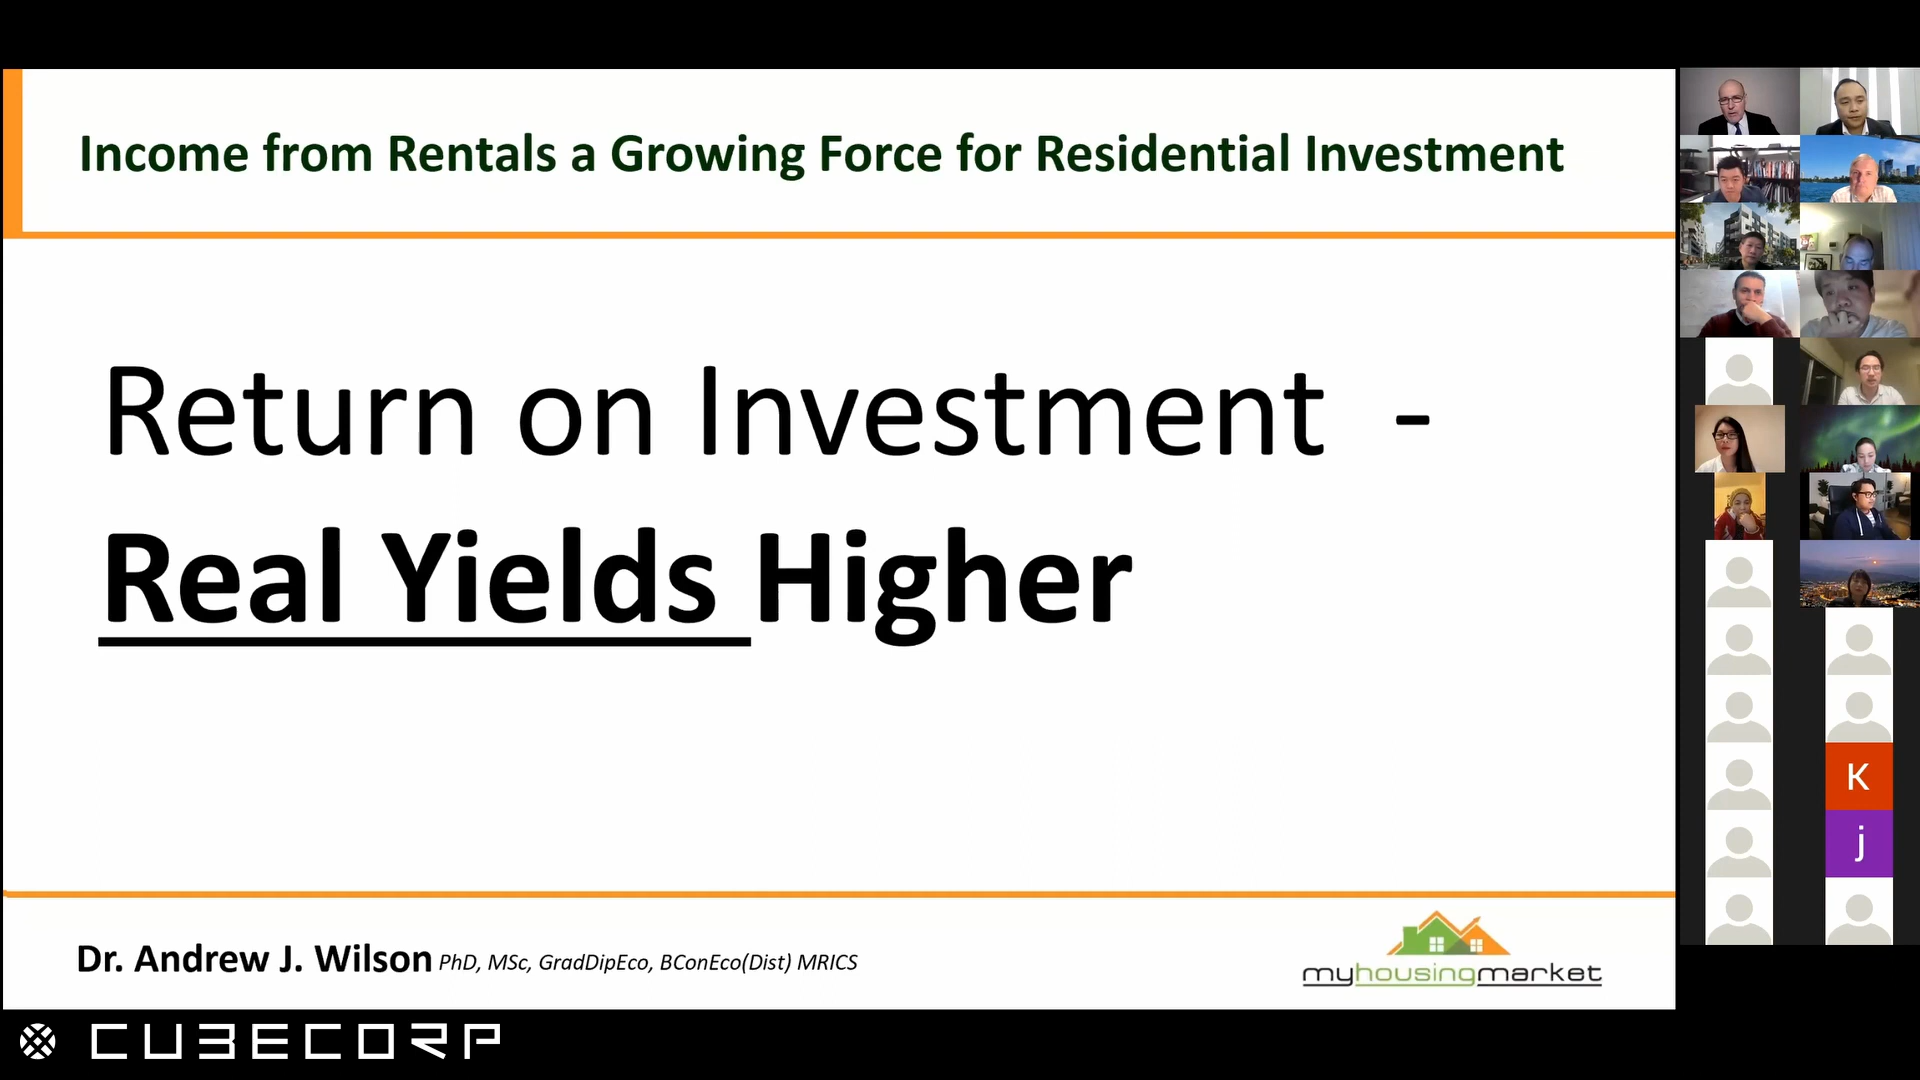 Income from Rentals a Growing Force for Residential Investment
Return on Investment -
Real Yields Higher
Dr. Andrew J. Wilson PhD, MSc, GradDipEco, BConEco(Dist) MRICS
myhousingmarket
K
j
CUBECORP